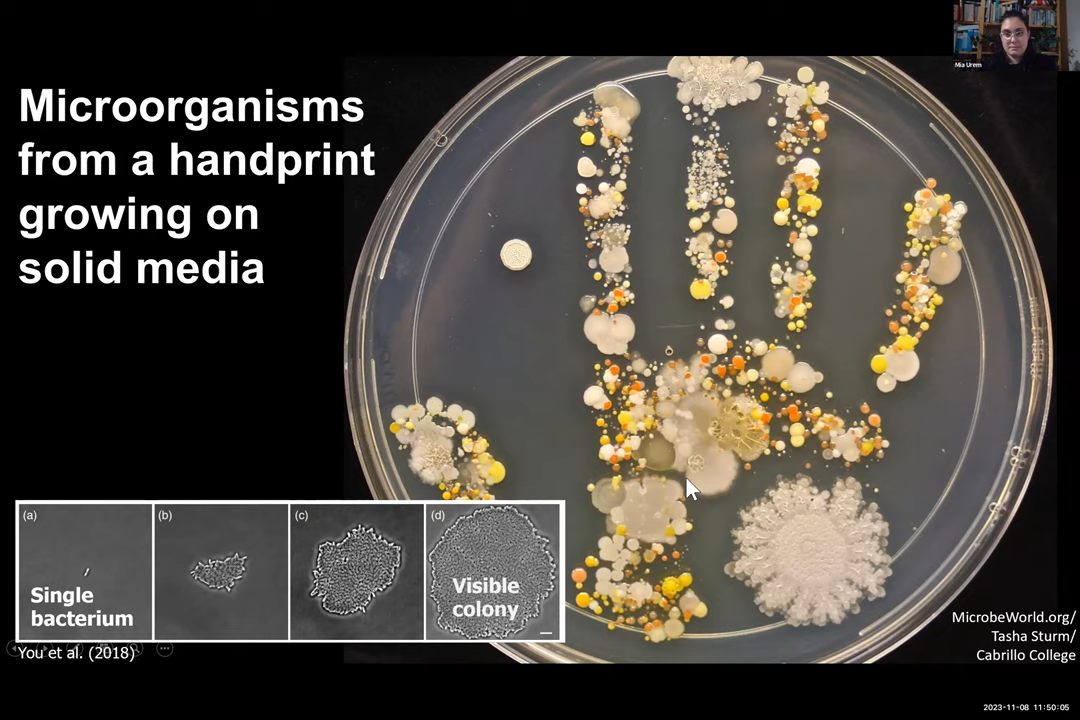 Mia Urem
Microorganisms
from a handprint
growing on
solid media
(a)
(b)
(c)
(d)
Single
bacterium
Visible
colony
You et al. (2018)
MicrobeWorld.org/
Tasha Sturm/
Cabrillo College
2023-11-08 11:50:05